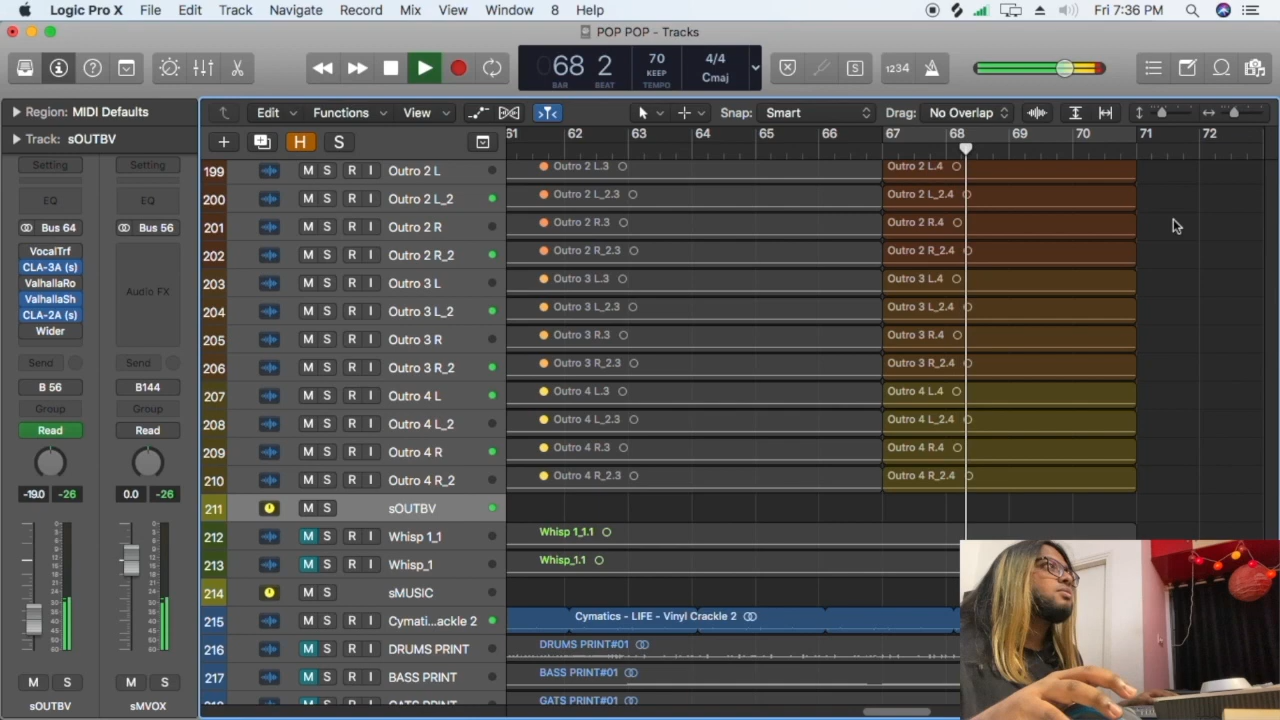 Logic Pro X File Edit Track Navigate Record Mix View Window 8 Help Fri 7:36 PM
POP POP - Tracks
68 2 70 4/4
KEEP Cmaj
BAR BEAT TEMPO
S 1234
Region: MIDI Defaults
Track: sOUTBV
Edit Functions View Snap: Smart Drag: No Overlap
H S
61 62 63 64 65 66 67 68 69 70 71 72
Setting Setting
EQ EQ
Bus 64 Bus 56
VocalTrf
CLA-3A (s)
ValhallaRo
ValhallaSh
CLA-2A (s)
Wider
Audio FX
Send Send
B 56 B144
Group Group
Read Read
-19.0 -26 0.0 -26
M S M S
sOUTBV sMVOX
199 M S R I Outro 2 L Outro 2 L.3 Outro 2 L.4
200 M S R I Outro 2 L_2 Outro 2 L_2.3 Outro 2 L_2.4
201 M S R I Outro 2 R Outro 2 R.3 Outro 2 R.4
202 M S R I Outro 2 R_2 Outro 2 R_2.3 Outro 2 R_2.4
203 M S R I Outro 3 L Outro 3 L.3 Outro 3 L.4
204 M S R I Outro 3 L_2 Outro 3 L_2.3 Outro 3 L_2.4
205 M S R I Outro 3 R Outro 3 R.3 Outro 3 R.4
206 M S R I Outro 3 R_2 Outro 3 R_2.3 Outro 3 R_2.4
207 M S R I Outro 4 L Outro 4 L.3 Outro 4 L.4
208 M S R I Outro 4 L_2 Outro 4 L_2.3 Outro 4 L_2.4
209 M S R I Outro 4 R Outro 4 R.3 Outro 4 R.4
210 M S R I Outro 4 R_2 Outro 4 R_2.3 Outro 4 R_2.4
211 M S sOUTBV
212 M S R I Whisp 1_1 Whisp 1_1.1
213 M S R I Whisp_1 Whisp_1.1
214 M S sMUSIC
215 M S R I Cymati...ackle 2 Cymatics - LIFE - Vinyl Crackle 2
216 M S R I DRUMS PRINT DRUMS PRINT#01
217 M S R I BASS PRINT BASS PRINT#01
GATS PRINT#01